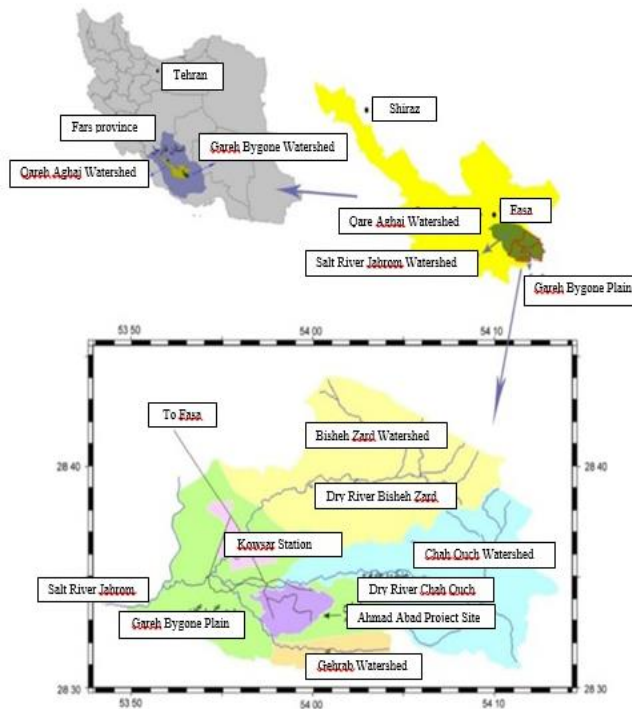 Tehran
Fars province
Gareh Bygone Watershed
Qareh Aghaj Watershed
Shiraz
Qare Aghaj Watershed
Fasa
Salt River Jahrom Watershed
Gareh Bygone Plain
53 50
54 00
54 10
To Fasa
Bisheh Zard Watershed
28 40
28 40
Dry River Bisheh Zard
Kowsar Station
Chah Quch Watershed
Salt River Jahrom
Dry River Chah Quch
Gareh Bygone Plain
Ahmad Abad Project Site
Gehrab Watershed
28 30
28 30
53 50
54 00
54 10